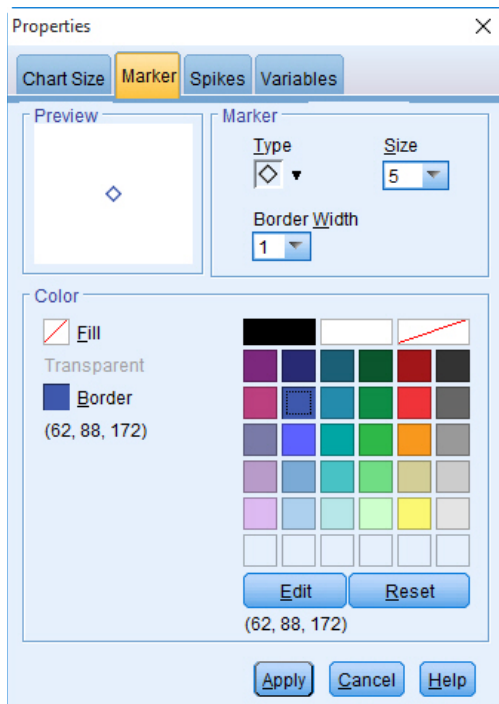 Properties
Chart Size Marker Spikes Variables
Preview
Marker
Type Size
5
Border Width
1
Color
Fill
Transparent
Border
(62, 88, 172)
Edit Reset
(62, 88, 172)
Apply Cancel Help